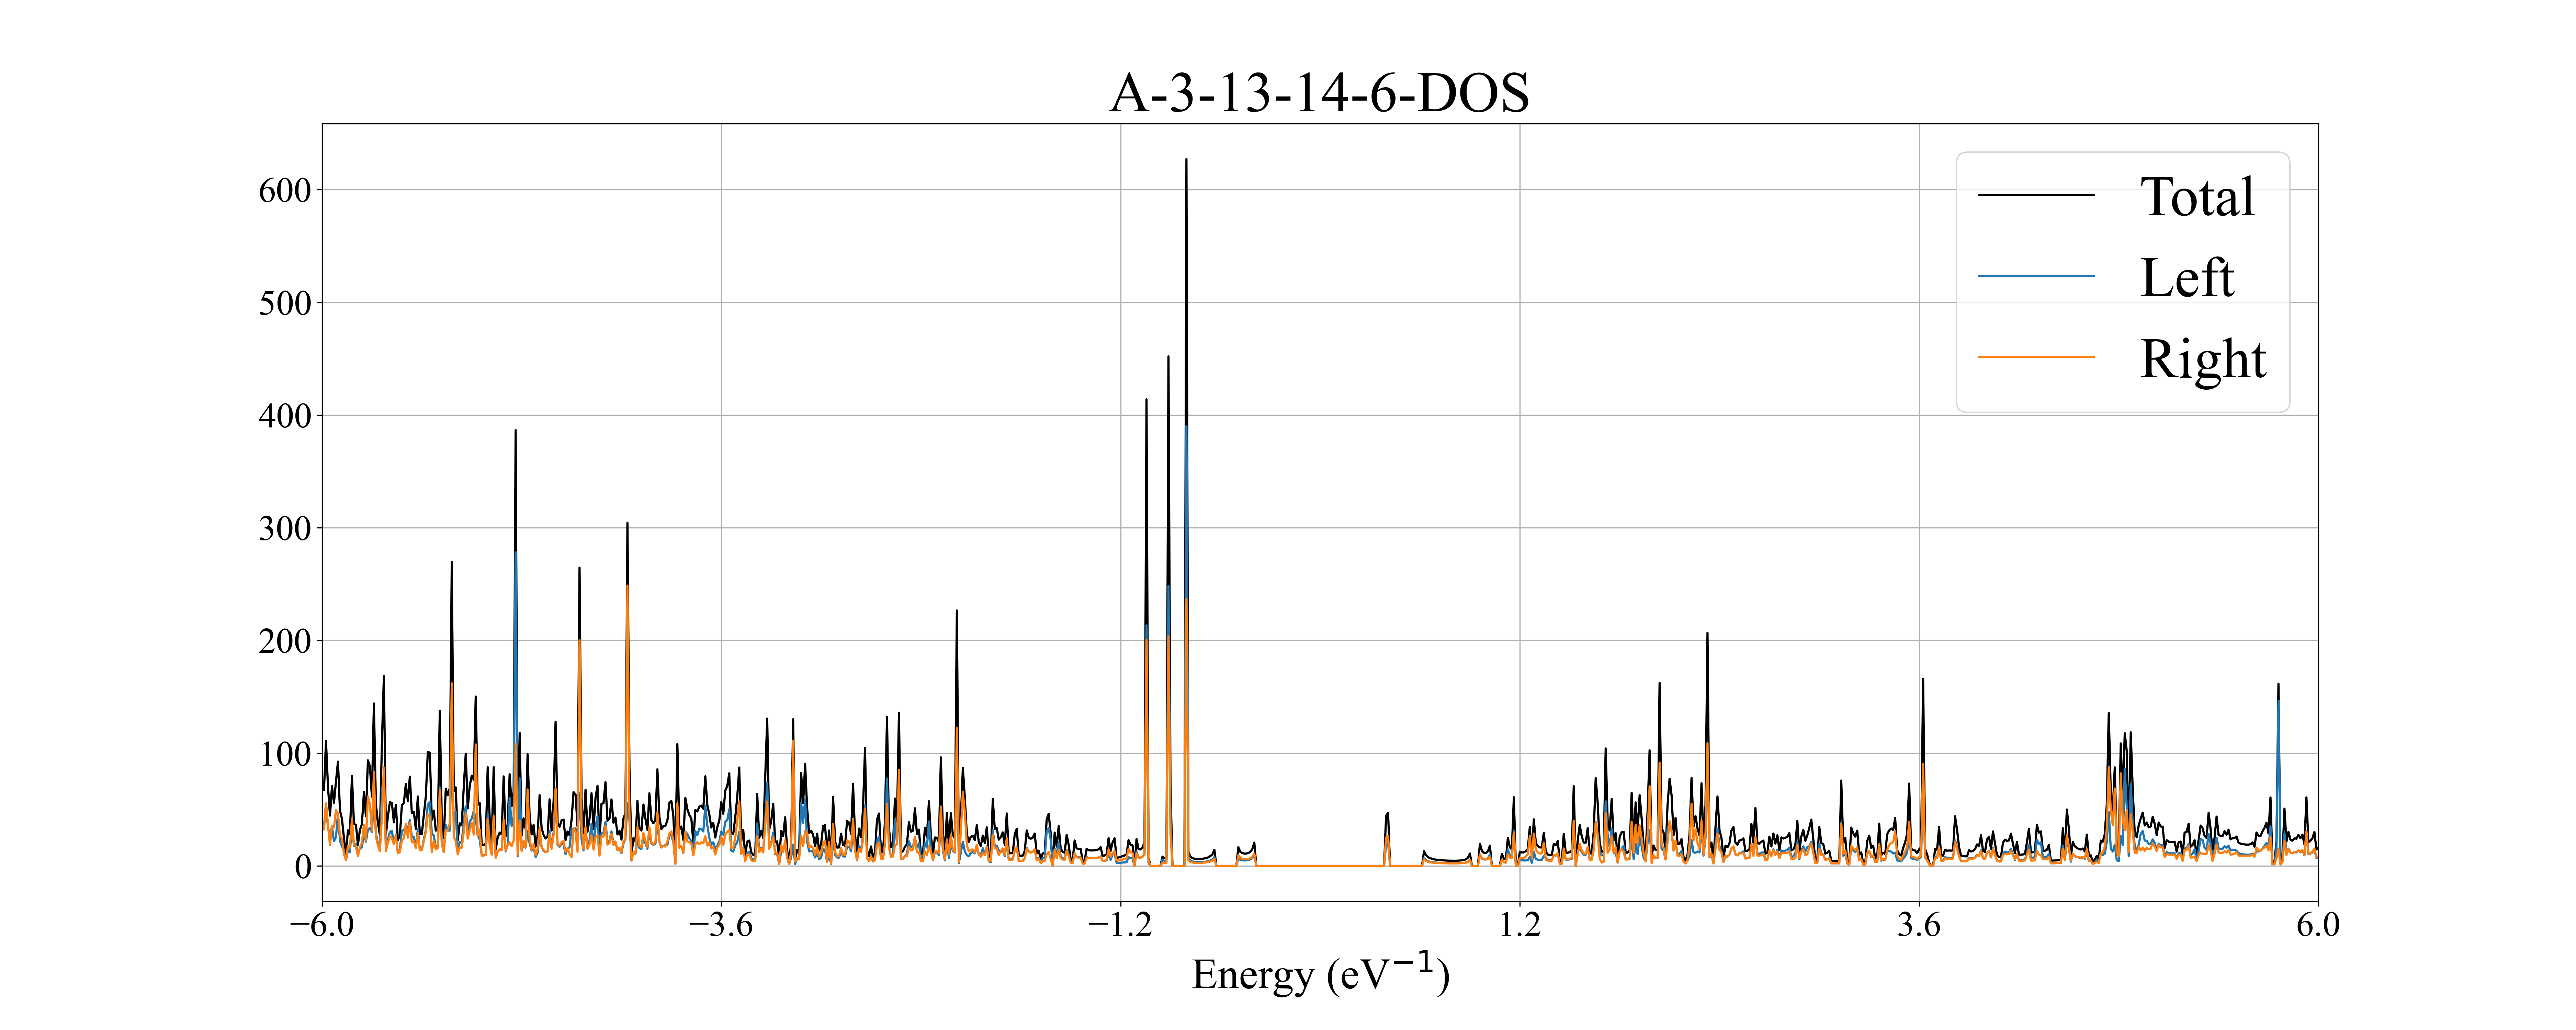 A-3-13-14-6-DOS
600
500
400
300
200
100
0
Total
Left
Right
−6.0 −3.6 −1.2 1.2 3.6 6.0
Energy (eV⁻¹)